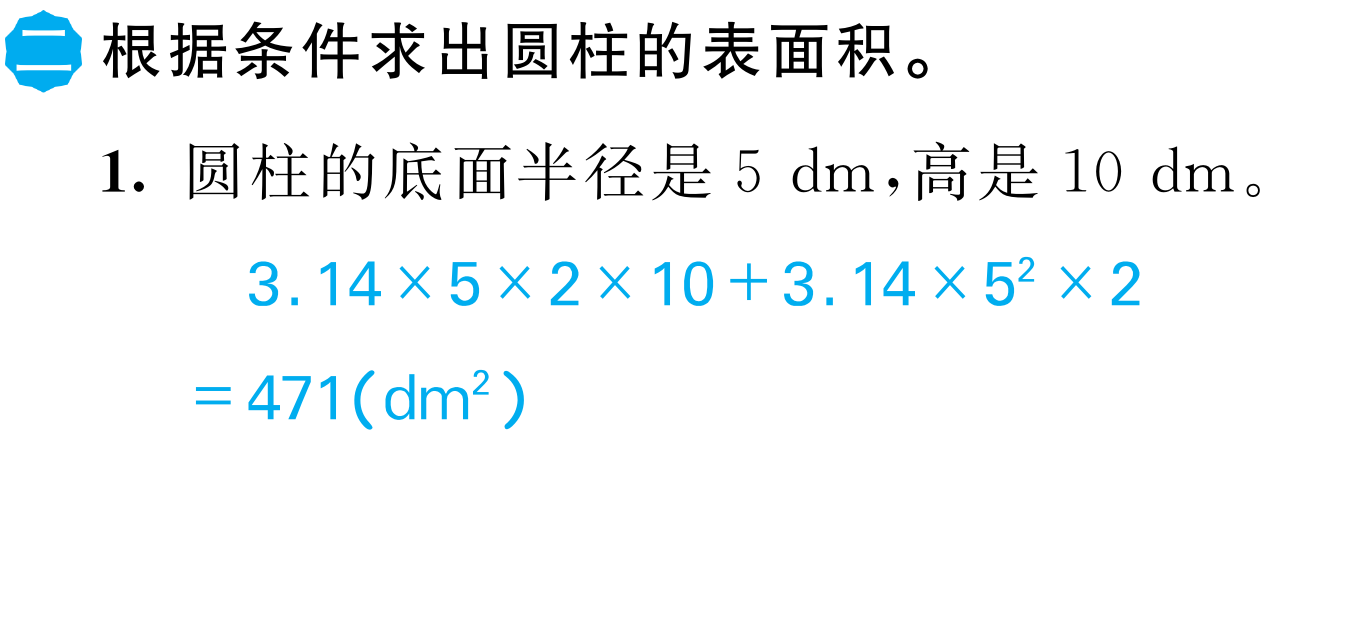 二 根据条件求出圆柱的表面积。
1. 圆柱的底面半径是 5 dm,高是 10 dm。
3.14×5×2×10+3.14×5²×2
=471(dm²)